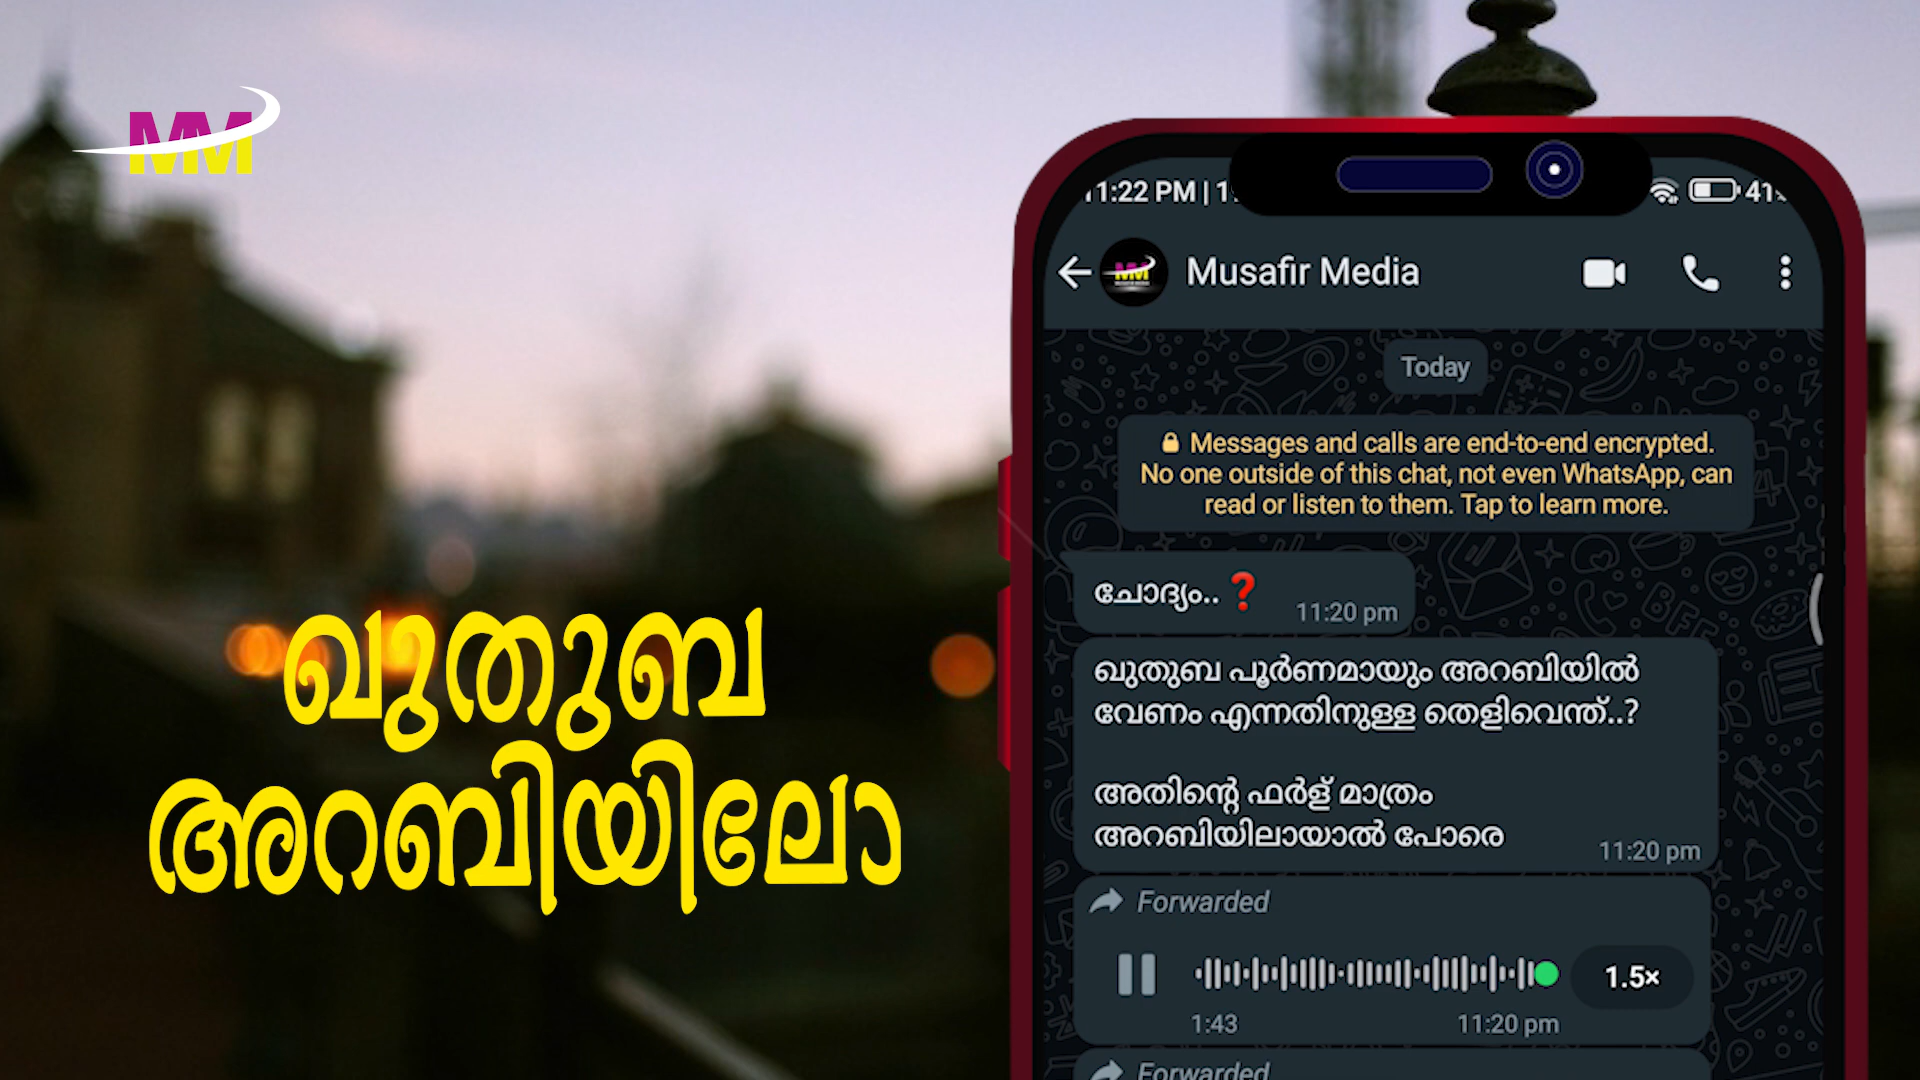 MM
ഖുതുബ
അറബിയിലോ
11:22 PM | 1
41
Musafir Media
Today
Messages and calls are end-to-end encrypted.
No one outside of this chat, not even WhatsApp, can
read or listen to them. Tap to learn more.
ചോദ്യം..❓
11:20 pm
ഖുതുബ പൂർണമായും അറബിയിൽ
വേണം എന്നതിനുള്ള തെളിവെന്ത്..?
അതിന്റെ ഫർള് മാത്രം
അറബിയിലായാൽ പോരെ
11:20 pm
Forwarded
1.5×
1:43
11:20 pm
Forwarded